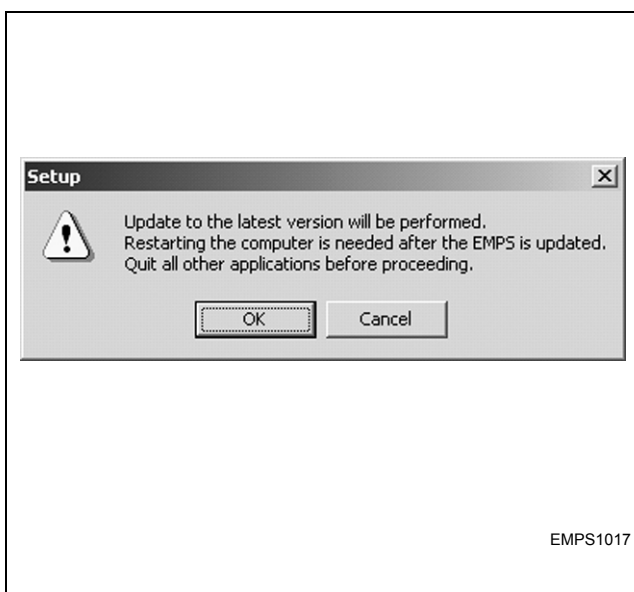 Setup
Update to the latest version will be performed.
Restarting the computer is needed after the EMPS is updated.
Quit all other applications before proceeding.
OK
Cancel
EMPS1017